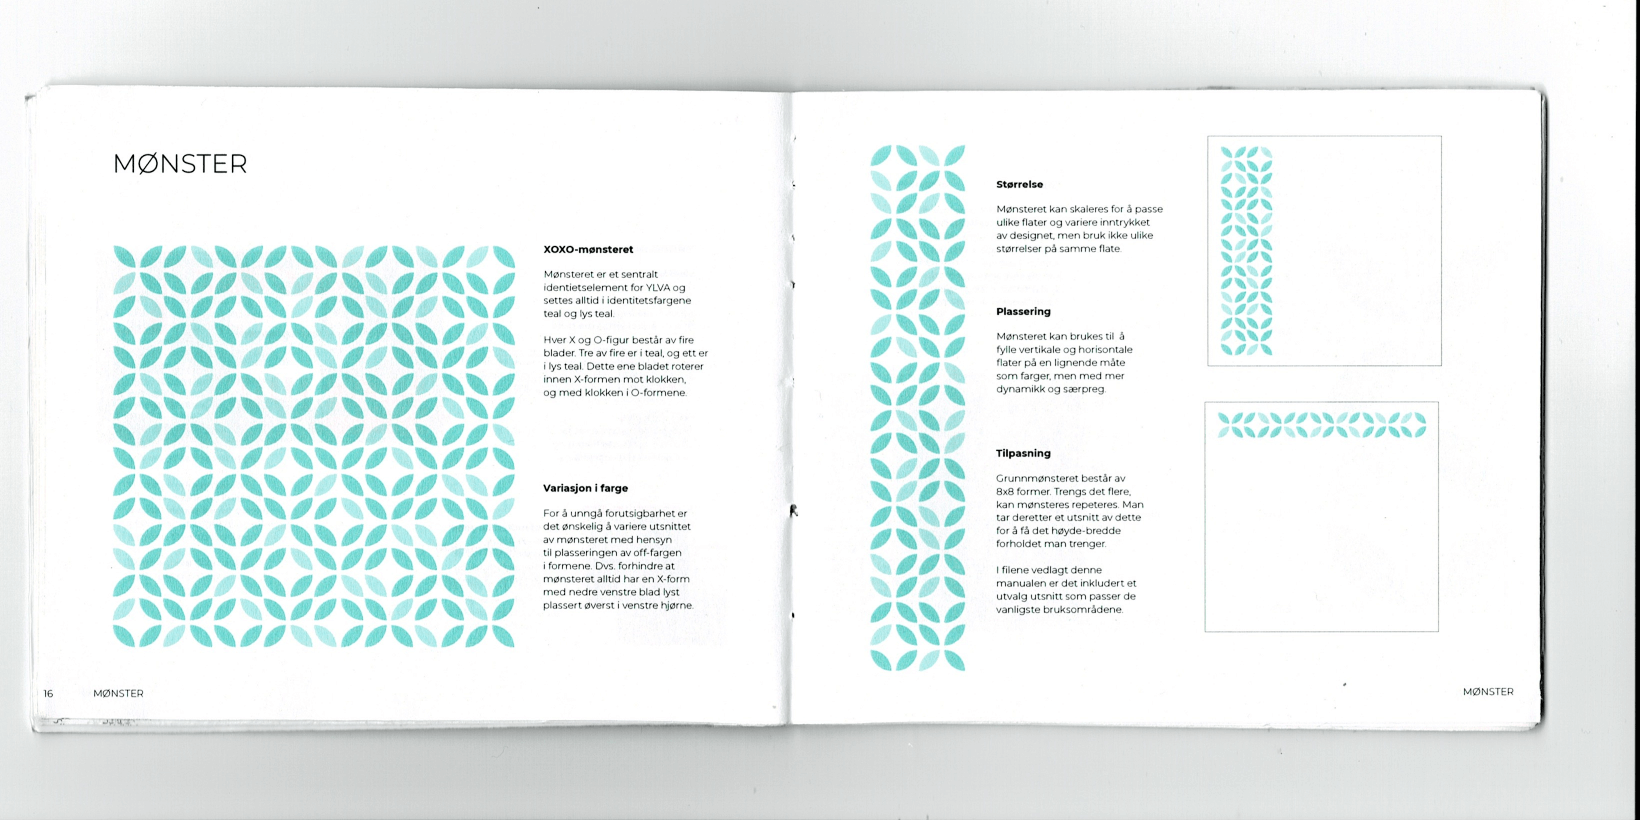 MØNSTER
XOXO-mønsteret
Mønsteret er et sentralt
identietselement for YLVA og
settes alltid i identitetsfargene
teal og lys teal.
Hver X og O-figur består av fire
blader. Tre av fire er i teal, og ett er
i lys teal. Dette ene bladet roterer
innen X-formen mot klokken,
og med klokken i O-formene.
Variasjon i farge
For å unngå forutsigbarhet er
det ønskelig å variere utsnittet
av mønsteret med hensyn
til plasseringen av off-fargen
i formene. Dvs. forhindre at
mønsteret alltid har en X-form
med nedre venstre blad lyst
plassert øverst i venstre hjørne.
16 MØNSTER
Størrelse
Mønsteret kan skaleres for å passe
ulike flater og variere inntrykket
av designet, men bruk ikke ulike
størrelser på samme flate.
Plassering
Mønsteret kan brukes til å
fylle vertikale og horisontale
flater på en lignende måte
som farger, men med mer
dynamikk og særpreg.
Tilpasning
Grunnmønsteret består av
8x8 former. Trengs det flere,
kan mønsteres repeteres. Man
tar deretter et utsnitt av dette
for å få det høyde-bredde
forholdet man trenger.
I filene vedlagt denne
manualen er det inkludert et
utvalg utsnitt som passer de
vanligste bruksområdene.
MØNSTER